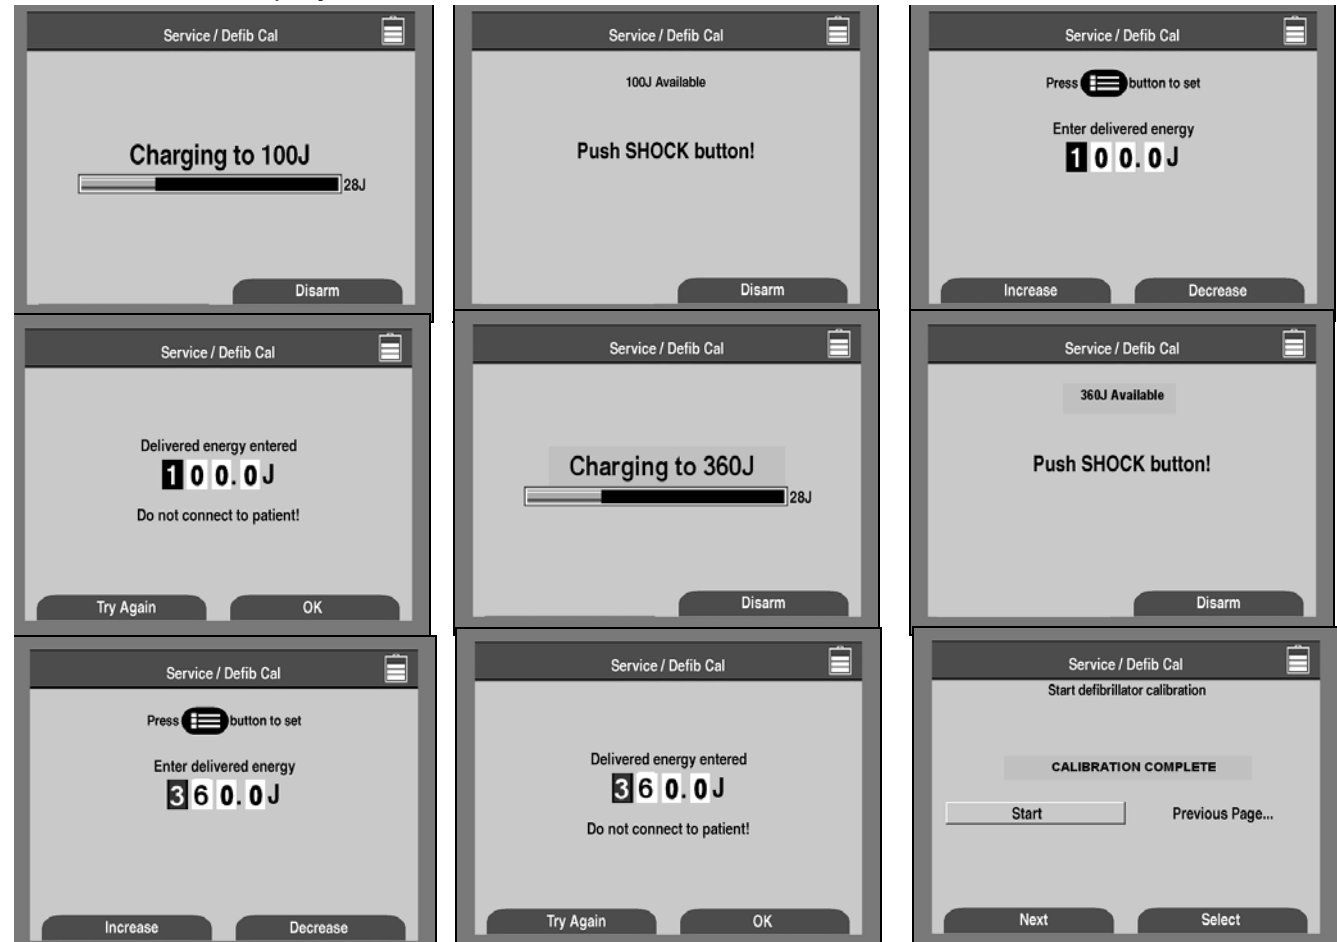 Service / Defib Cal
Charging to 100J
28J
Disarm
Service / Defib Cal
100J Available
Push SHOCK button!
Disarm
Service / Defib Cal
Press button to set
Enter delivered energy
100.0J
Increase Decrease
Service / Defib Cal
Delivered energy entered
100.0J
Do not connect to patient!
Try Again OK
Service / Defib Cal
Charging to 360J
28J
Disarm
Service / Defib Cal
360J Available
Push SHOCK button!
Disarm
Service / Defib Cal
Press button to set
Enter delivered energy
360.0J
Increase Decrease
Service / Defib Cal
Delivered energy entered
360.0J
Do not connect to patient!
Try Again OK
Service / Defib Cal
Start defibrillator calibration
CALIBRATION COMPLETE
Start Previous Page...
Next Select